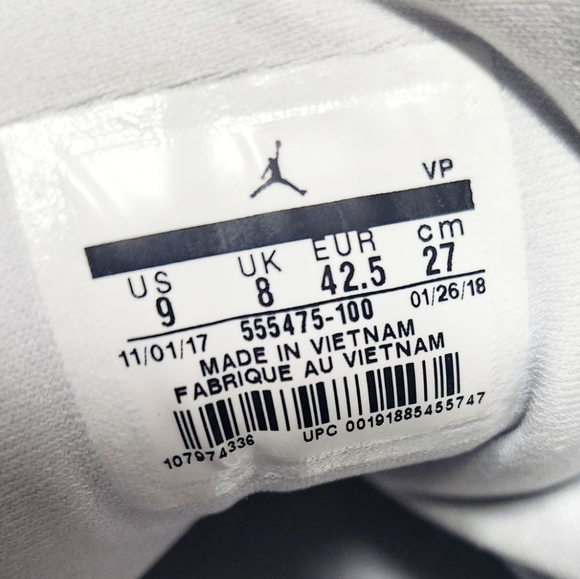 VP
US UK EUR cm
9 8 42.5 27
11/01/17 555475-100 01/26/18
MADE IN VIETNAM
FABRIQUE AU VIETNAM
107974336 UPC 00191885455747